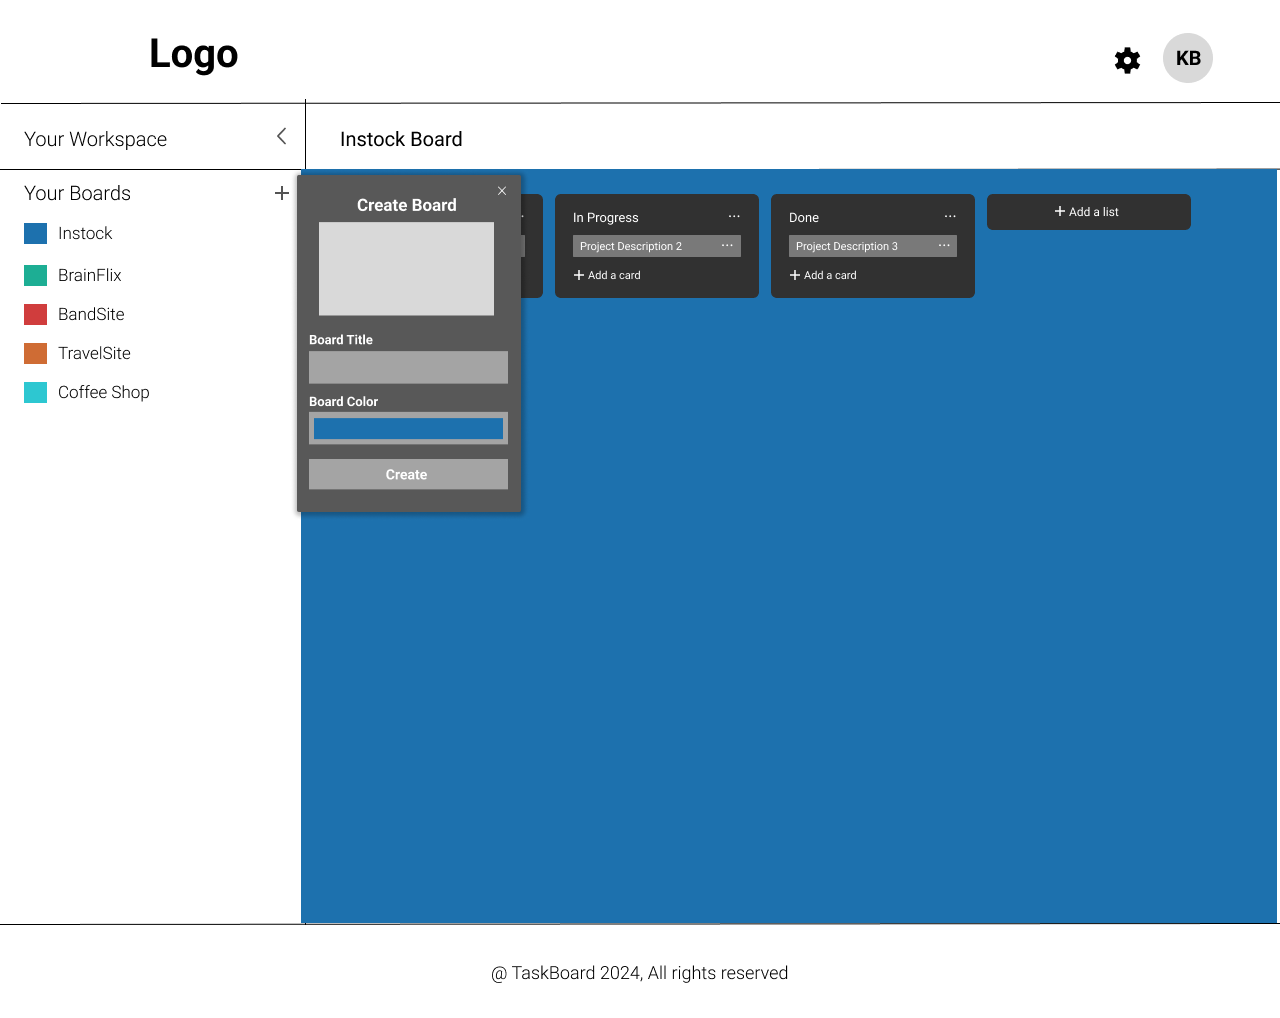 Logo
KB
Your Workspace
Instock Board
Your Boards
Instock
BrainFlix
BandSite
TravelSite
Coffee Shop
Create Board
Board Title
Board Color
Create
In Progress
Project Description 2
Add a card
Done
Project Description 3
Add a card
Add a list
@ TaskBoard 2024, All rights reserved